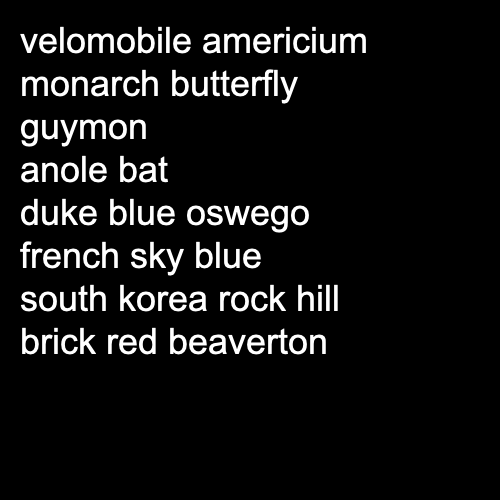 velomobile americium
monarch butterfly
guymon
anole bat
duke blue oswego
french sky blue
south korea rock hill
brick red beaverton